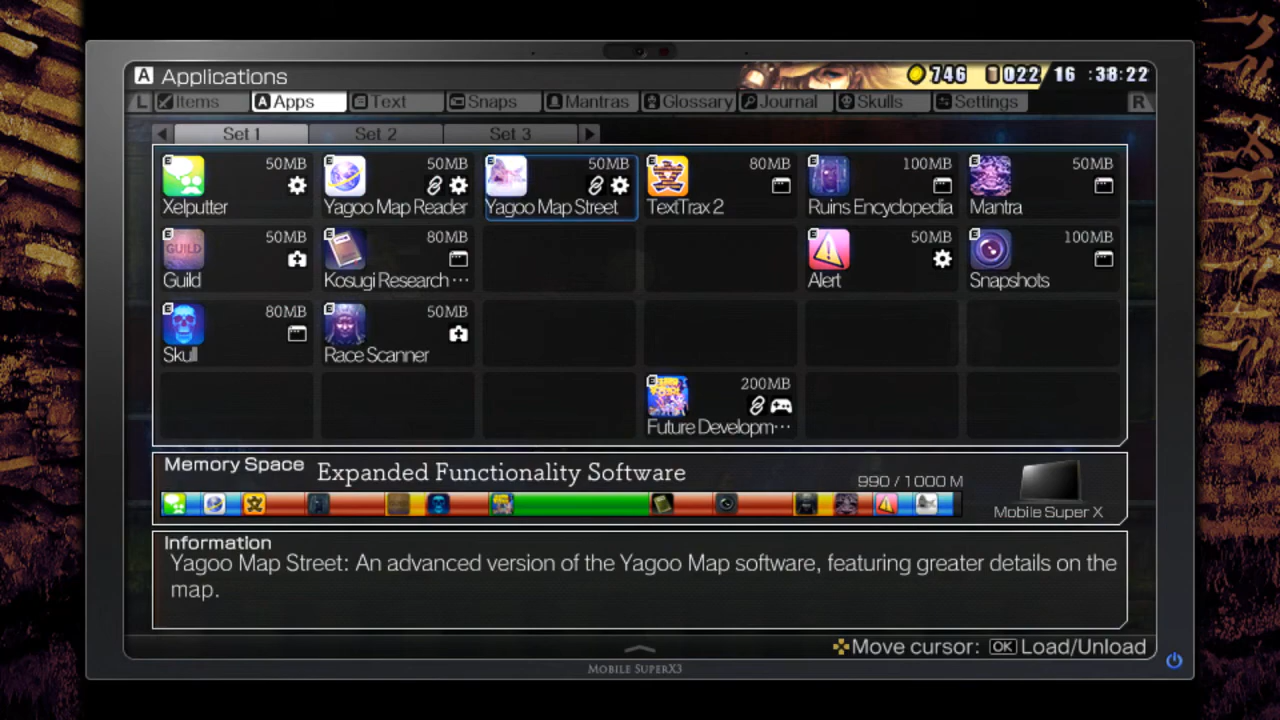 A Applications 746 022 16 :38:22
L Items A Apps Text Snaps Mantras Glossary Journal Skulls Settings R
Set 1 Set 2 Set 3
E 50MB E 50MB E 50MB E 80MB E 100MB E 50MB
Xelputter Yagoo Map Reader Yagoo Map Street TextTrax 2 Ruins Encyclopedia Mantra
E 50MB E 80MB E 50MB E 100MB
GUILD
Guild Kosugi Research ··· Alert Snapshots
E 80MB E 50MB
Skull Race Scanner
E 200MB
Future Developm···
Memory Space Expanded Functionality Software
990 / 1000 M
Mobile Super X
Information
Yagoo Map Street: An advanced version of the Yagoo Map software, featuring greater details on the
map.
Move cursor: OK Load/Unload
MOBILE SUPERX3